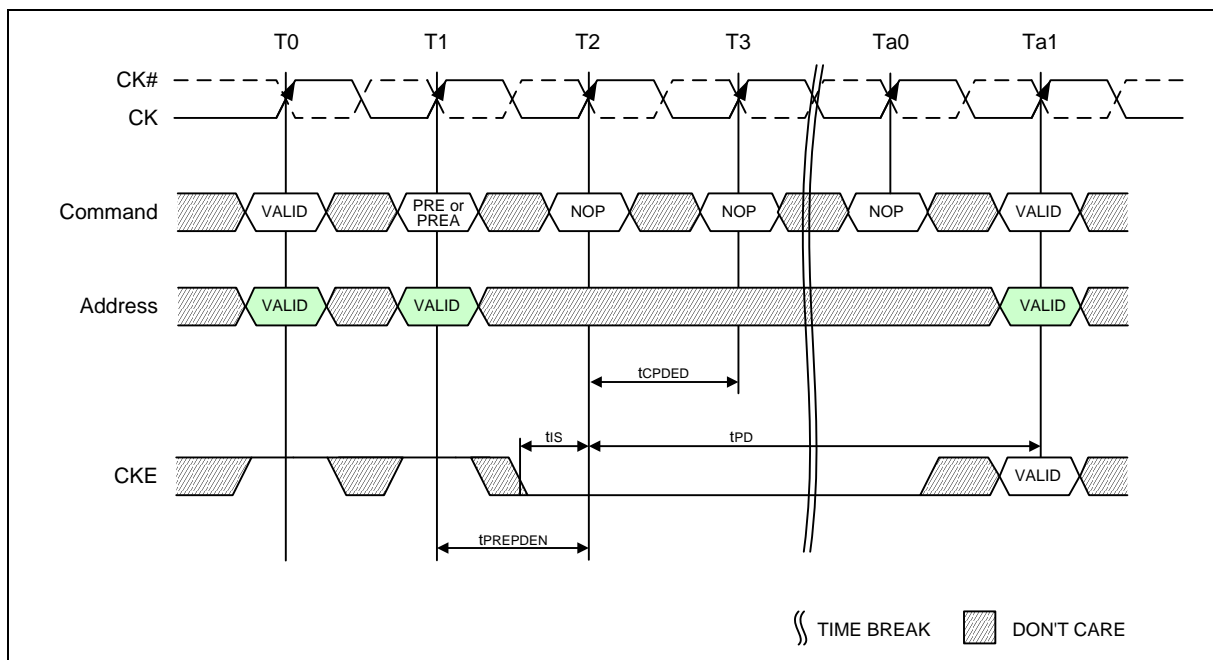 T0 T1 T2 T3 Ta0 Ta1
CK#
CK
Command VALID PRE or PREA NOP NOP NOP VALID
Address VALID VALID VALID
tCPDED
tIS tPD
CKE VALID
tPREPDEN
TIME BREAK DON'T CARE